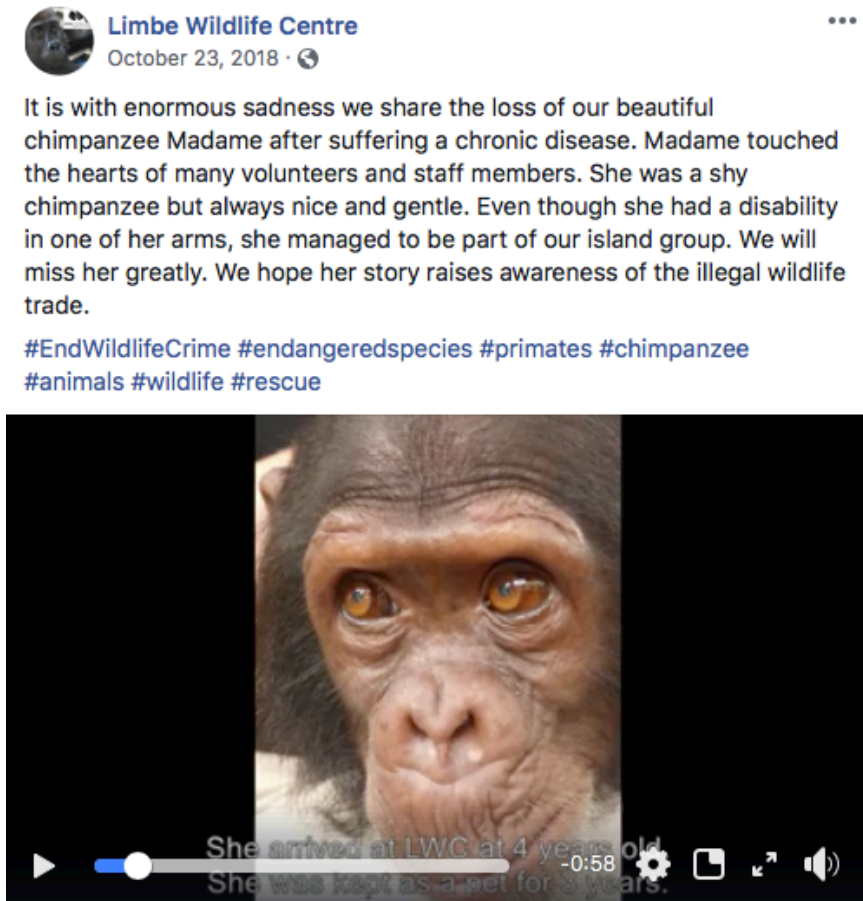 Limbe Wildlife Centre
October 23, 2018 ·
It is with enormous sadness we share the loss of our beautiful
chimpanzee Madame after suffering a chronic disease. Madame touched
the hearts of many volunteers and staff members. She was a shy
chimpanzee but always nice and gentle. Even though she had a disability
in one of her arms, she managed to be part of our island group. We will
miss her greatly. We hope her story raises awareness of the illegal wildlife
trade.
#EndWildlifeCrime #endangeredspecies #primates #chimpanzee
#animals #wildlife #rescue
She arrived at LWC at 4 years old.
-0:58
She was kept as a pet for years.